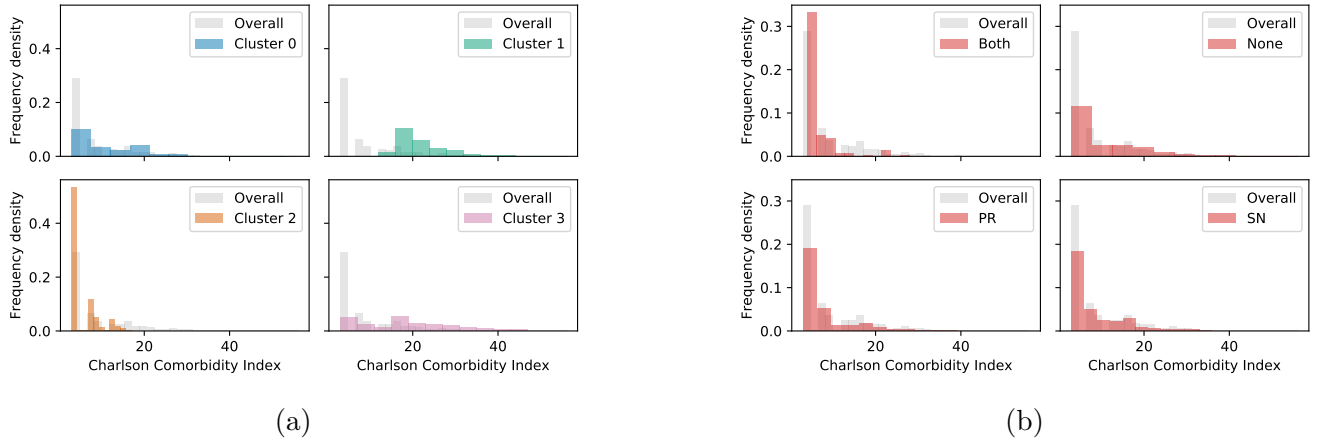 Frequency density
0.4
0.2
0.0
Overall
Cluster 0
Overall
Cluster 1
Frequency density
0.4
0.2
0.0
20
40
Charlson Comorbidity Index
Overall
Cluster 2
20
40
Charlson Comorbidity Index
Overall
Cluster 3
(a)
Frequency density
0.3
0.2
0.1
0.0
Overall
Both
Overall
None
Frequency density
0.3
0.2
0.1
0.0
20
40
Charlson Comorbidity Index
Overall
PR
20
40
Charlson Comorbidity Index
Overall
SN
(b)